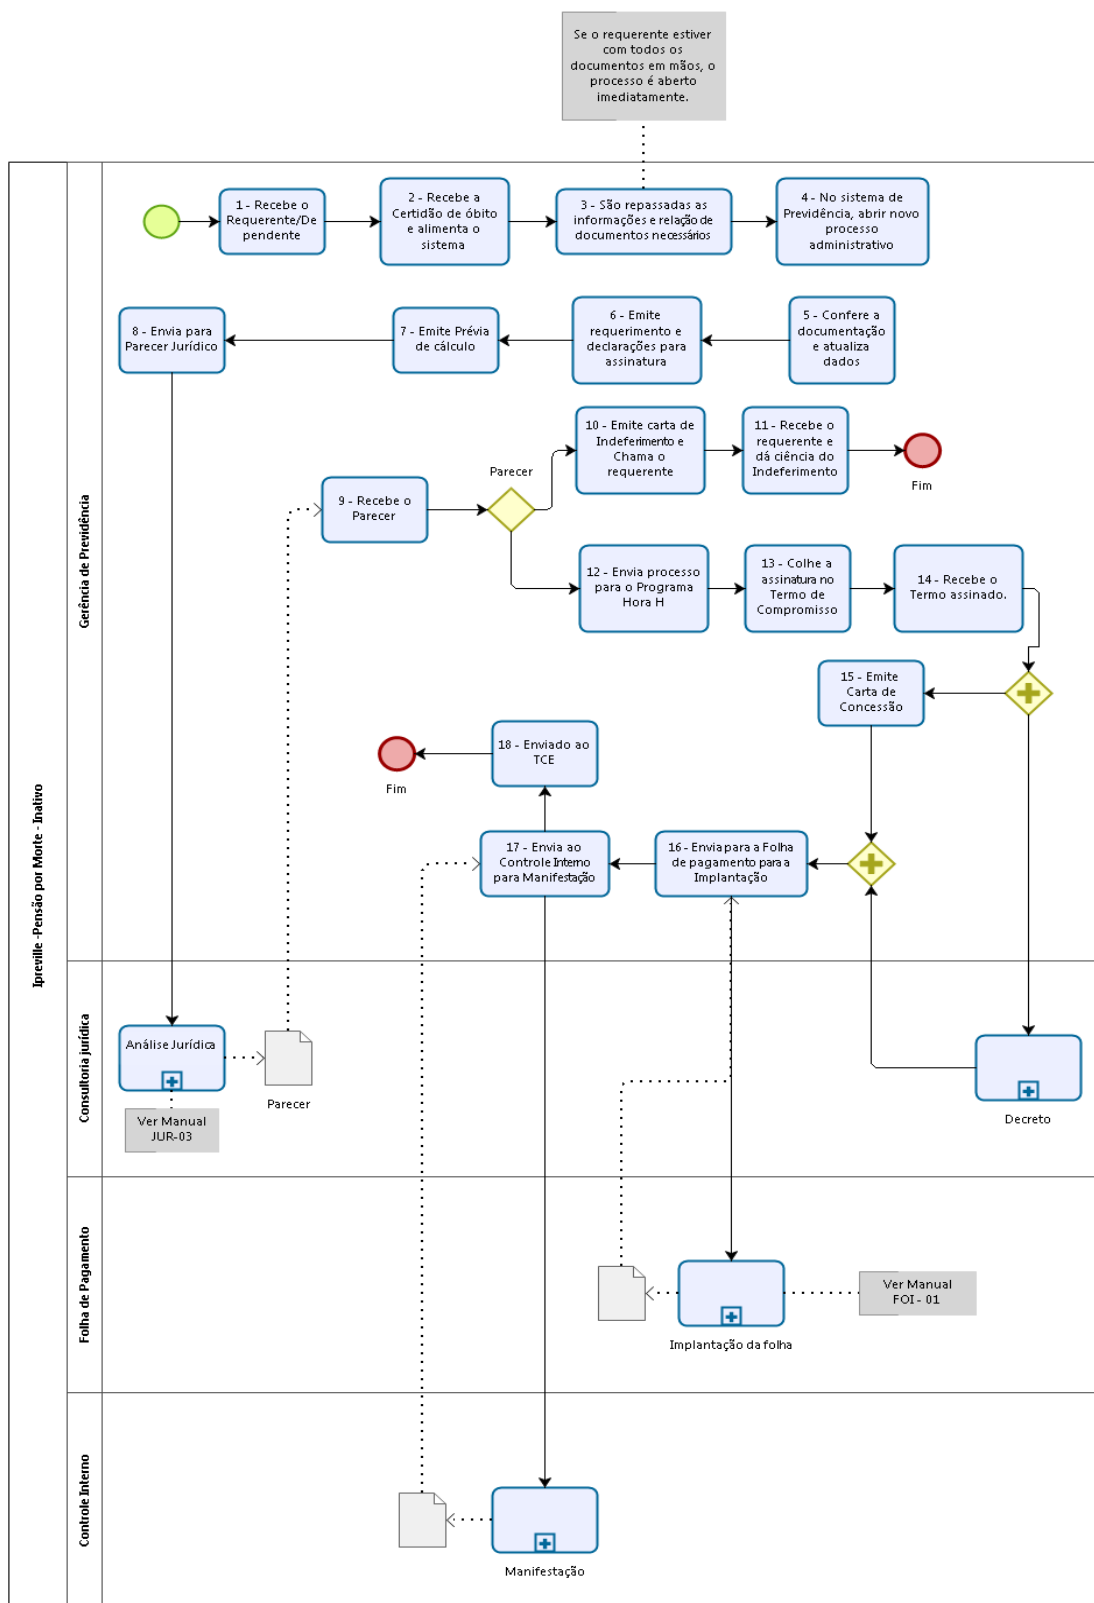 Se o requerente estiver
com todos os
documentos em mãos, o
processo é aberto
imediatamente.
Ipreville -Pensão por Morte - Inativo
Gerência de Previdência
1 - Recebe o
Requerente/De
pendente
2 - Recebe a
Certidão de óbito
e alimenta o
sistema
3 - São repassadas as
informações e relação de
documentos necessários
4 - No sistema de
Previdência, abrir novo
processo
administrativo
8 - Envia para
Parecer Jurídico
7 - Emite Prévia
de cálculo
6 - Emite
requerimento e
declarações para
assinatura
5 - Confere a
documentação
e atualiza
dados
9 - Recebe o
Parecer
Parecer
10 - Emite carta de
Indeferimento e
Chama o
requerente
11 - Recebe o
requerente e
dá ciência do
Indeferimento
Fim
12 - Envia processo
para o Programa
Hora H
13 - Colhe a
assinatura no
Termo de
Compromisso
14 - Recebe o
Termo assinado.
15 - Emite
Carta de
Concessão
18 - Enviado ao
TCE
Fim
17 - Envia ao
Controle Interno
para Manifestação
16 - Envia para a Folha
de pagamento para a
Implantação
Consultoria jurídica
Análise Jurídica
Parecer
Ver Manual
JUR-03
Decreto
Folha de Pagamento
Implantação da folha
Ver Manual
FOI - 01
Controle Interno
Manifestação